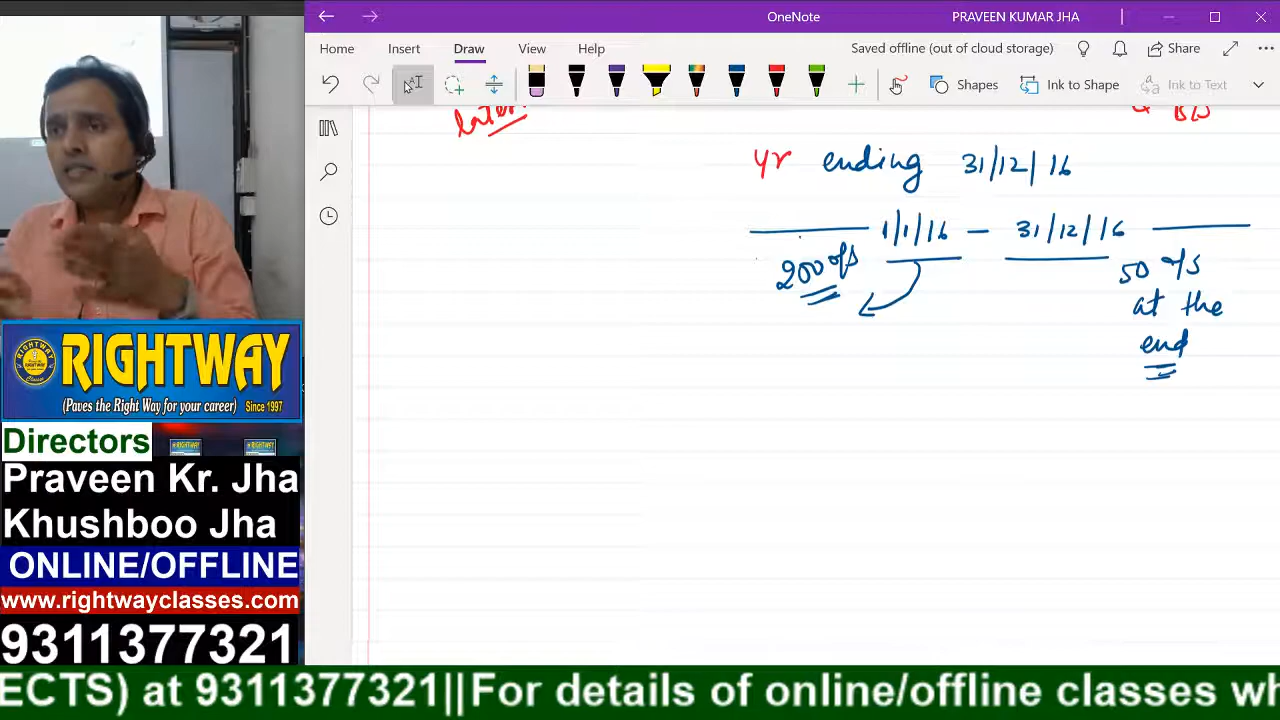 OneNote
PRAVEEN KUMAR JHA
Home Insert Draw View Help
Saved offline (out of cloud storage)
Share
Shapes
Ink to Shape
Ink to Text
later
yr ending 31/12/16
1/1/16 – 31/12/16
200 o/s
50 o/s
at the
end
RIGHTWAY
(Paves the Right Way for your career) Since 1997
Directors
Praveen Kr. Jha
Khushboo Jha
ONLINE/OFFLINE
www.rightwayclasses.com
9311377321
ECTS) at 9311377321||For details of online/offline classes wh